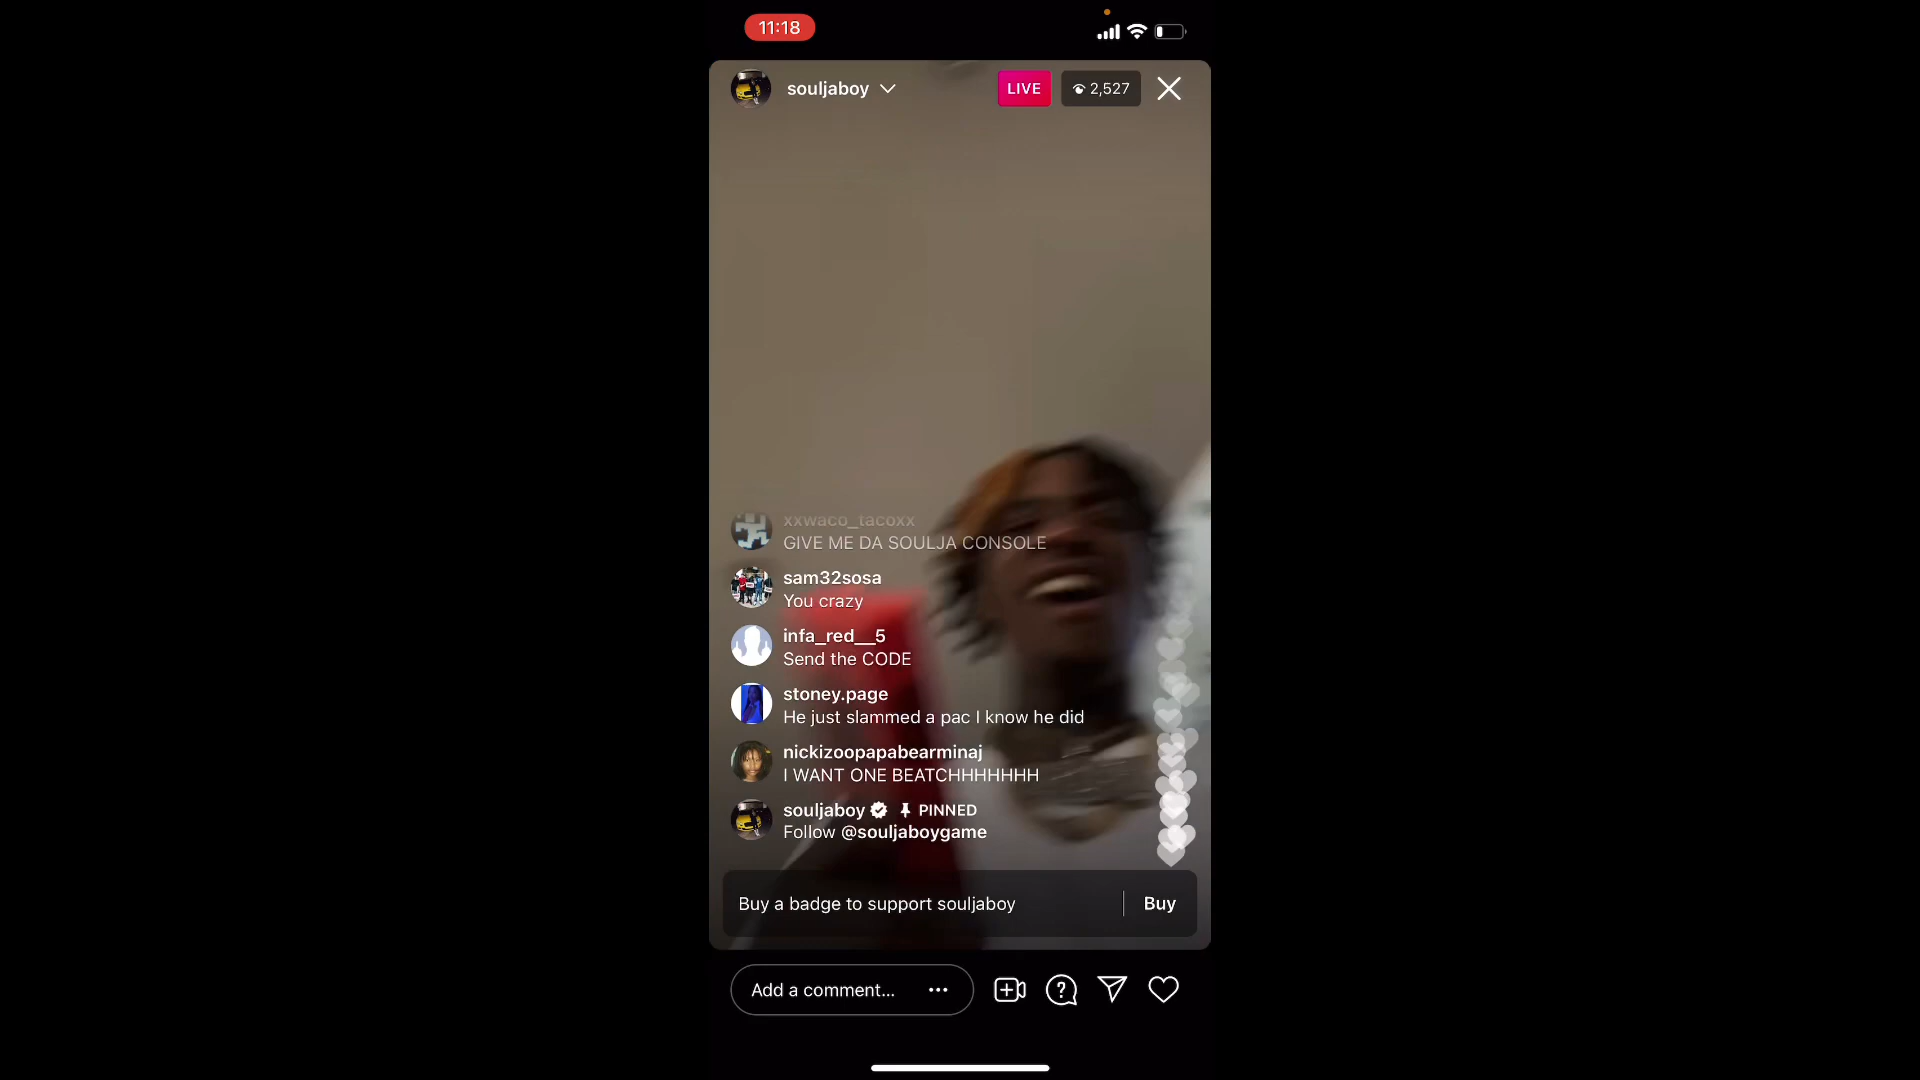 11:18
souljaboy
LIVE
2,527
xxwaco_tacoxx
GIVE ME DA SOULJA CONSOLE
sam32sosa
You crazy
infa_red__5
Send the CODE
stoney.page
He just slammed a pac I know he did
nickizoopapabearminaj
I WANT ONE BEATCHHHHHHH
souljaboy PINNED
Follow @souljaboygame
Buy a badge to support souljaboy
Buy
Add a comment...